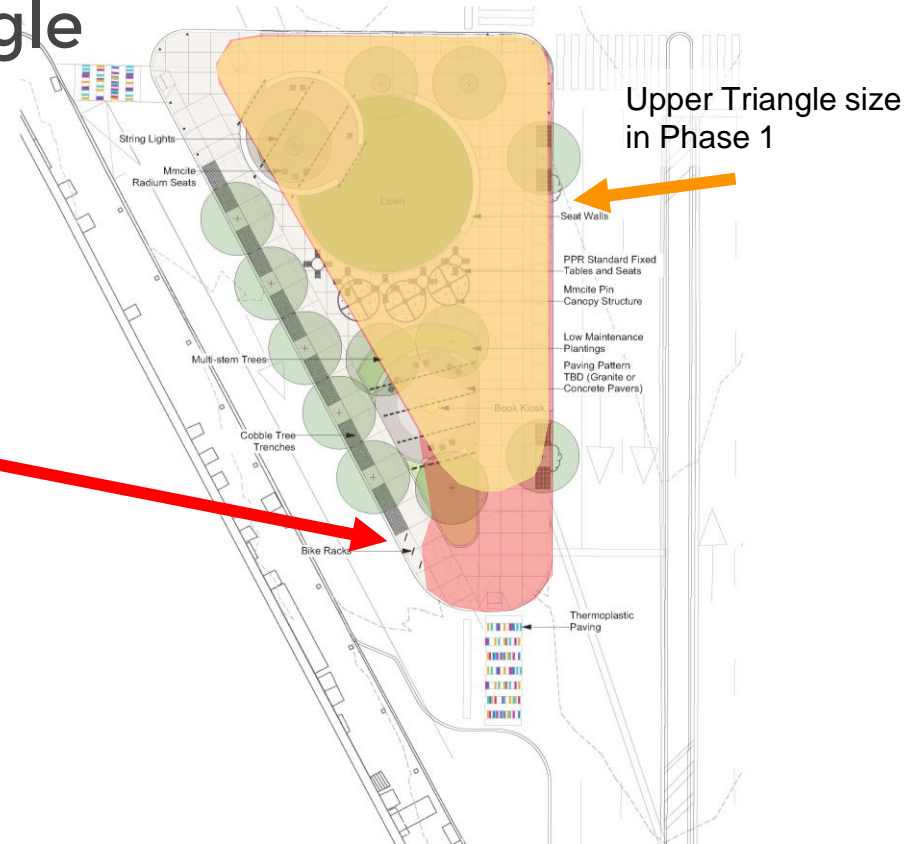 gle
Upper Triangle size
in Phase 1
String Lights
Mmcite
Radium Seats
Lawn
Seat Walls
PPR Standard Fixed
Tables and Seats
Mmcite Pin
Canopy Structure
Low Maintenance
Plantings
Multi-stem Trees
Paving Pattern
TBD (Granite or
Concrete Pavers)
Book Kiosk
Cobble Tree
Trenches
Bike Racks
Thermoplastic
Paving